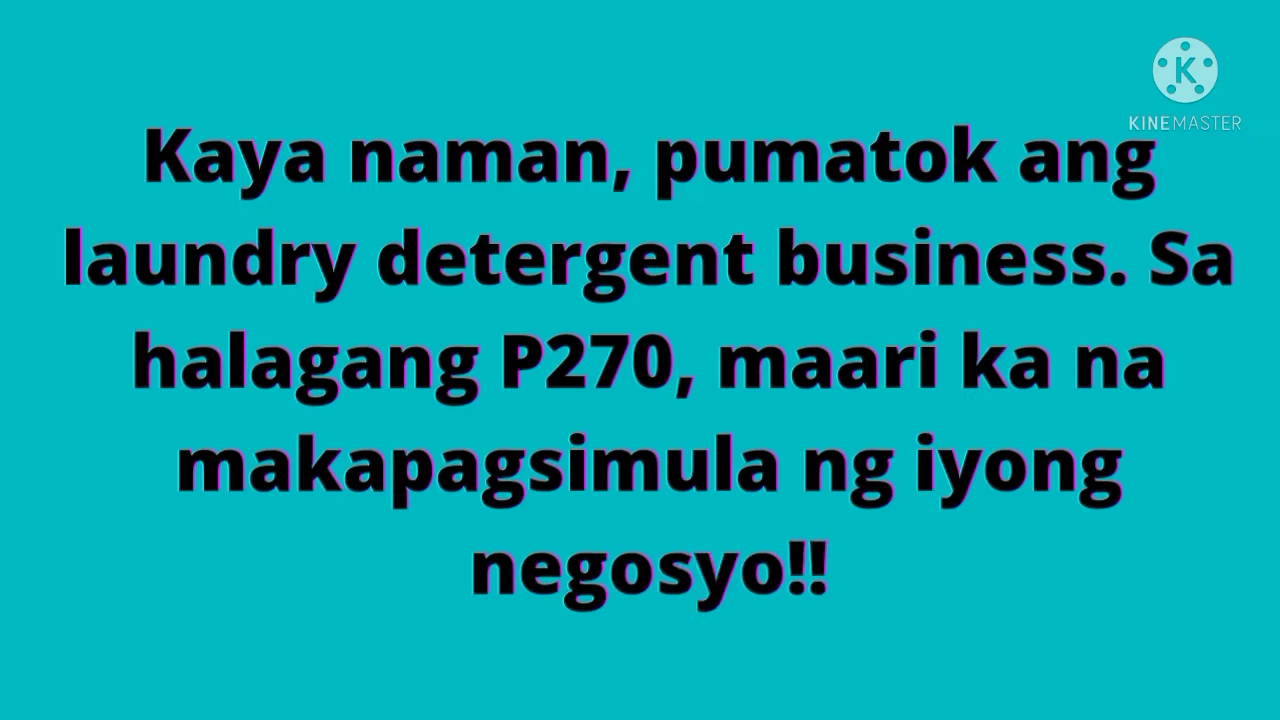 K
KINEMASTER
Kaya naman, pumatok ang
laundry detergent business. Sa
halagang P270, maari ka na
makapagsimula ng iyong
negosyo!!